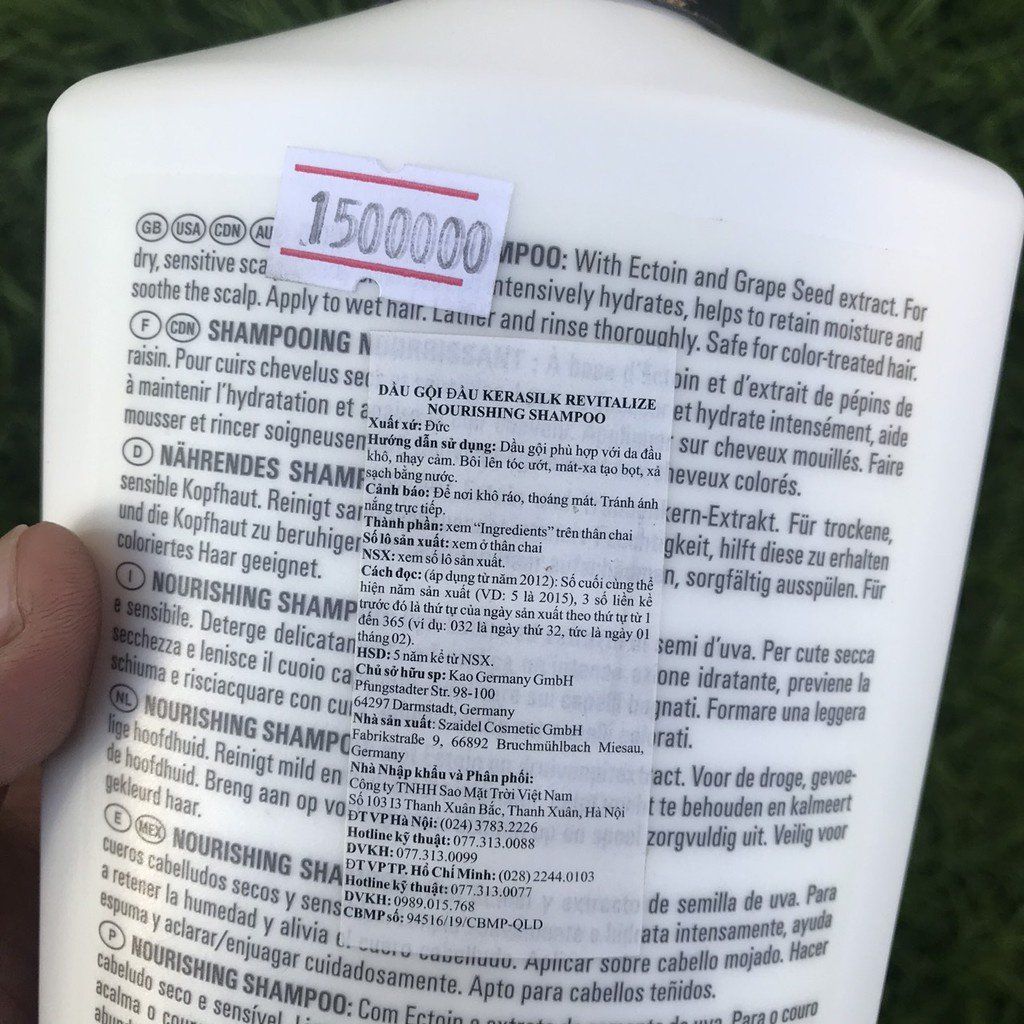 1500000
GB USA CDN AU MPOO: With Ectoin and Grape Seed extract. For
dry, sensitive sca ntensively hydrates, helps to retain moisture and
soothe the scalp. Apply to wet hair. Lather and rinse thoroughly. Safe for color-treated hair.
F CDN SHAMPOOING N oin et d'extrait de pépins de
raisin. Pour cuirs chevelus sec et hydrate intensément, aide
à maintenir l'hydratation et a sur cheveux mouillés. Faire
mousser et rincer soigneusen heveux colorés.
D NÄHRENDES SHAMP kern-Extrakt. Für trockene,
sensible Kopfhaut. Reinigt san gkeit, hilft diese zu erhalten
und die Kopfhaut zu beruhiger n, sorgfältig ausspülen. Für
coloriertes Haar geeignet.
I NOURISHING SHAMP semi d'uva. Per cute secca
e sensibile. Deterge delicatan one idratante, previene la
secchezza e lenisce il cuoio ca gnati. Formare una leggera
schiuma e risciacquare con cu orati.
NL NOURISHING SHAMPO act. Voor de droge, gevoe-
lige hoofdhuid. Reinigt mild en t te behouden en kalmeert
de hoofdhuid. Breng aan op vo zorgvuldig uit. Veilig voor
gekleurd haar.
E MEX NOURISHING SHA de semilla de uva. Para
cueros cabelludos secos y sens ata intensamente, ayuda
a retener la humedad y alivia el cuero cabelludo. Aplicar sobre cabello mojado. Hacer
espuma y aclarar/enjuagar cuidadosamente. Apto para cabellos teñidos.
P NOURISHING SHAMPOO: Com Ectoin e
cabeludo seco e sensível. Para o couro
acalma o
DẦU GỘI ĐẦU KERASILK REVITALIZE
NOURISHING SHAMPOO
Xuất xứ: Đức
Hướng dẫn sử dụng: Dầu gội phù hợp với da đầu
khô, nhạy cảm. Bôi lên tóc ướt, mát-xa tạo bọt, xả
sạch bằng nước.
Cảnh báo: Để nơi khô ráo, thoáng mát. Tránh ánh
nắng trực tiếp.
Thành phần: xem "Ingredients" trên thân chai
Số lô sản xuất: xem ở thân chai
NSX: xem số lô sản xuất.
Cách đọc: (áp dụng từ năm 2012): Số cuối cùng thể
hiện năm sản xuất (VD: 5 là 2015), 3 số liền kề
trước đó là thứ tự của ngày sản xuất theo thứ tự từ 1
đến 365 (ví dụ: 032 là ngày thứ 32, tức là ngày 01
tháng 02).
HSD: 5 năm kể từ NSX.
Chủ sở hữu sp: Kao Germany GmbH
Pfungstadter Str. 98-100
64297 Darmstadt, Germany
Nhà sản xuất: Szaidel Cosmetic GmbH
Fabrikstraße 9, 66892 Bruchmühlbach Miesau,
Germany
Nhà Nhập khẩu và Phân phối:
Công ty TNHH Sao Mặt Trời Việt Nam
Số 103 I3 Thanh Xuân Bắc, Thanh Xuân, Hà Nội
ĐT VP Hà Nội: (024) 3783.2226
Hotline kỹ thuật: 077.313.0088
DVKH: 077.313.0099
ĐT VPTP. Hồ Chí Minh: (028) 2244.0103
Hotline kỹ thuật: 077.313.0077
DVKH: 0989.015.768
CBMP số: 94516/19/CBMP-QLD